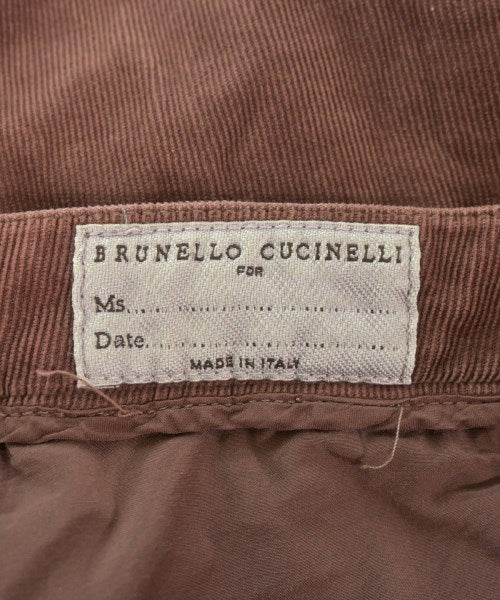 BRUNELLO CUCINELLI
FOR
Ms..............................
Date............................
MADE IN ITALY